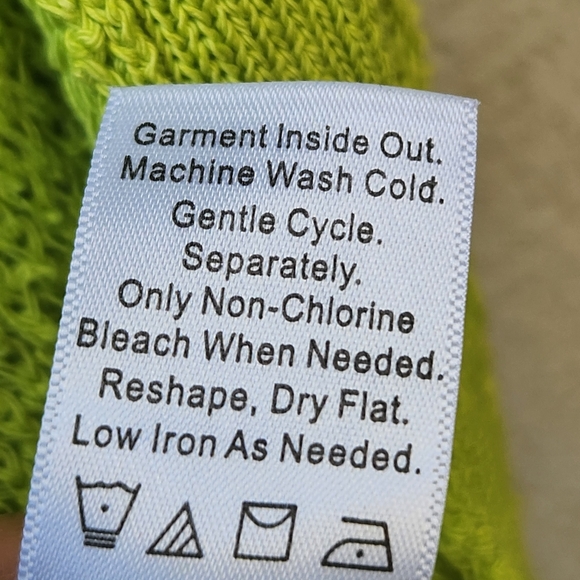 Garment Inside Out.
Machine Wash Cold.
Gentle Cycle.
Separately.
Only Non-Chlorine
Bleach When Needed.
Reshape, Dry Flat.
Low Iron As Needed.